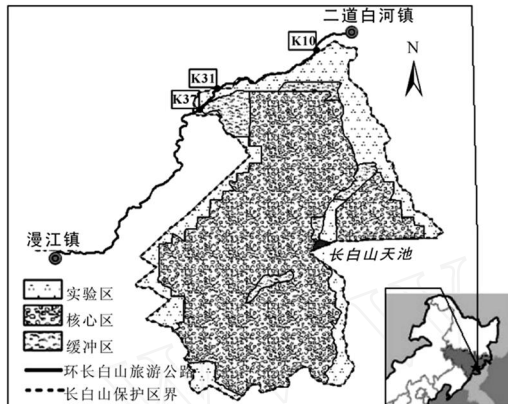 二道白河镇
K10
N
K31
K37
漫江镇
长白山天池
实验区
核心区
缓冲区
环长白山旅游公路
长白山保护区界